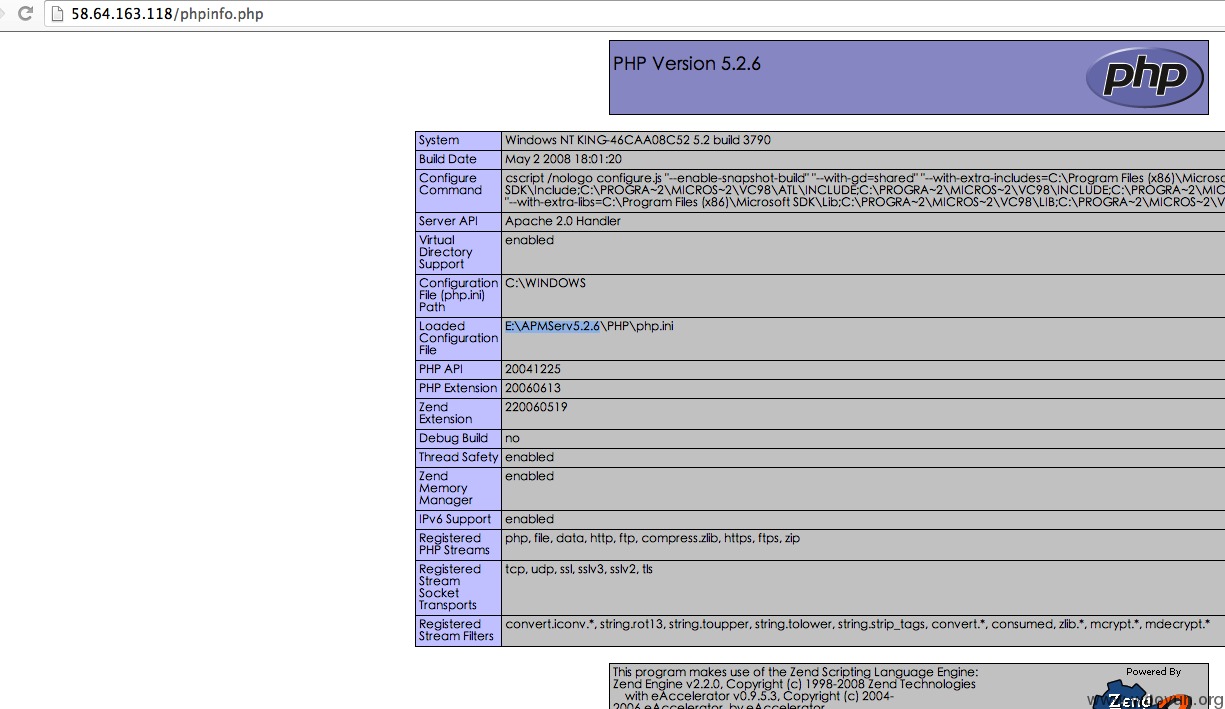 58.64.163.118/phpinfo.php
PHP Version 5.2.6
php
System Windows NT KING-46CAA08C52 5.2 build 3790
Build Date May 2 2008 18:01:20
Configure cscript /nologo configure.js "--enable-snapshot-build" "--with-gd=shared" "--with-extra-includes=C:\Program Files (x86)\Microso
Command SDK\Include;C:\PROGRA~2\MICROS~2\VC98\ATL\INCLUDE;C:\PROGRA~2\MICROS~2\VC98\INCLUDE;C:\PROGRA~2\MIC
"--with-extra-libs=C:\Program Files (x86)\Microsoft SDK\Lib;C:\PROGRA~2\MICROS~2\VC98\LIB;C:\PROGRA~2\MICROS~2\V
Server API Apache 2.0 Handler
Virtual enabled
Directory
Support
Configuration C:\WINDOWS
File (php.ini)
Path
Loaded E:\APMServ5.2.6\PHP\php.ini
Configuration
File
PHP API 20041225
PHP Extension 20060613
Zend 220060519
Extension
Debug Build no
Thread Safety enabled
Zend enabled
Memory
Manager
IPv6 Support enabled
Registered php, file, data, http, ftp, compress.zlib, https, ftps, zip
PHP Streams
Registered tcp, udp, ssl, sslv3, sslv2, tls
Stream
Socket
Transports
Registered convert.iconv.*, string.rot13, string.toupper, string.tolower, string.strip_tags, convert.*, consumed, zlib.*, mcrypt.*, mdecrypt.*
Stream Filters
This program makes use of the Zend Scripting Language Engine: Powered By
Zend Engine v2.2.0, Copyright (c) 1998-2008 Zend Technologies
with eAccelerator v0.9.5.3, Copyright (c) 2004-
2006 eAccelerator, by eAccelerator
Zend